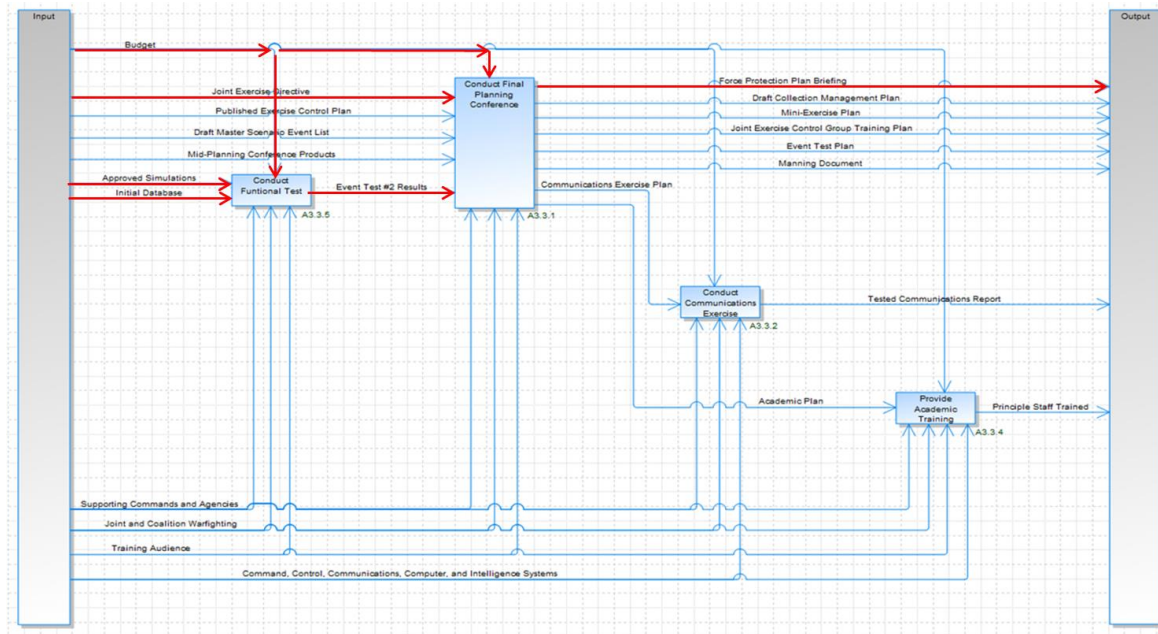 Input
Output
Budget
Conduct Final
Planning
Conference
Force Protection Plan Briefing
Joint Exercise Directive
Draft Collection Management Plan
Published Exercise Control Plan
Mini-Exercise Plan
Draft Master Scenario Event List
Joint Exercise Control Group Training Plan
Event Test Plan
Mid-Planning Conference Products
Manning Document
Approved Simulations
Initial Database
Conduct
Funtional Test
Event Test #2 Results
Communications Exercise Plan
A3.3.5
A3.3.1
Conduct
Communications
Exercise
Tested Communications Report
A3.3.2
Academic Plan
Provide
Academic
Training
Principle Staff Trained
A3.3.4
Supporting Commands and Agencies
Joint and Coalition Warfighting
Training Audience
Command, Control, Communications, Computer, and Intelligence Systems